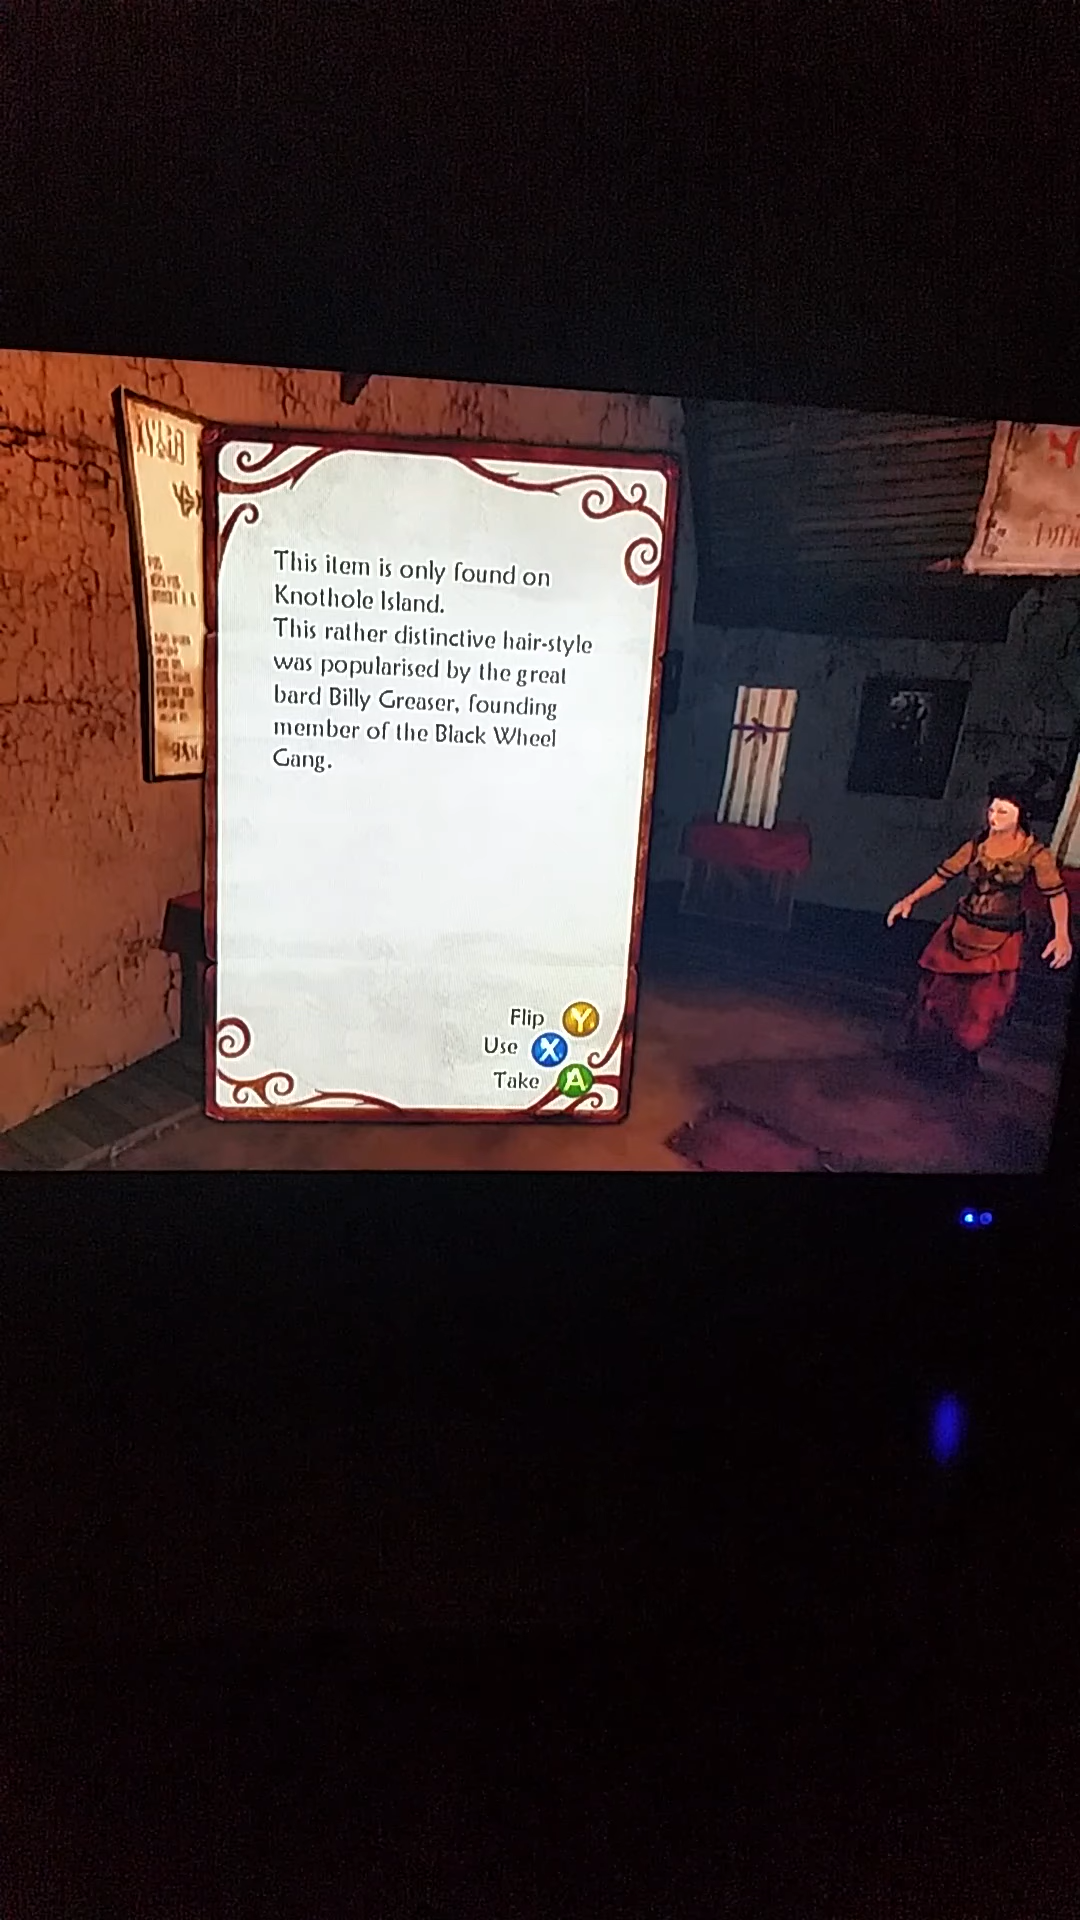 This item is only found on
Knothole Island.
This rather distinctive hair-style
was popularised by the great
bard Billy Greaser, founding
member of the Black Wheel
Gang.
Flip Y
Use X
Take A